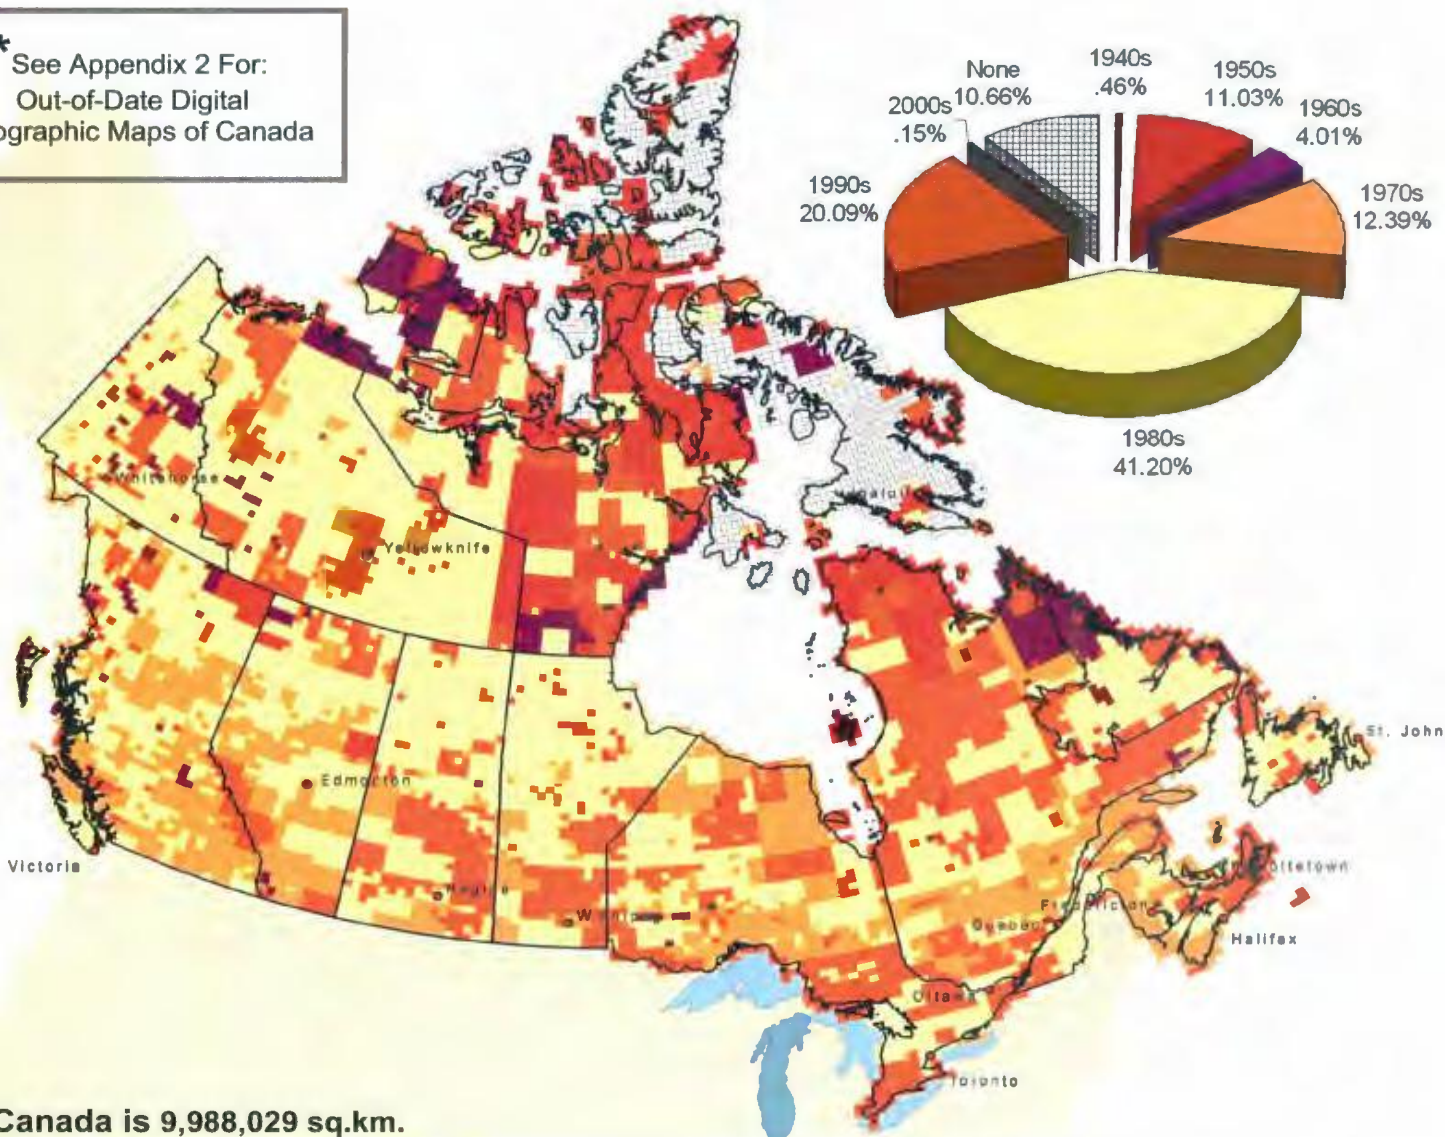 *
See Appendix 2 For:
Out-of-Date Digital
ographic Maps of Canada
None
10.66%
1940s
.46%
1950s
11.03%
1960s
4.01%
1970s
12.39%
1980s
41.20%
1990s
20.09%
2000s
.15%
Whitehorse
Yellowknife
Edmonton
Victoria
Regina
Winnipeg
St. John
ottetown
Fredericton
Quebec
Halifax
Ottawa
Toronto
Canada is 9,988,029 sq.km.